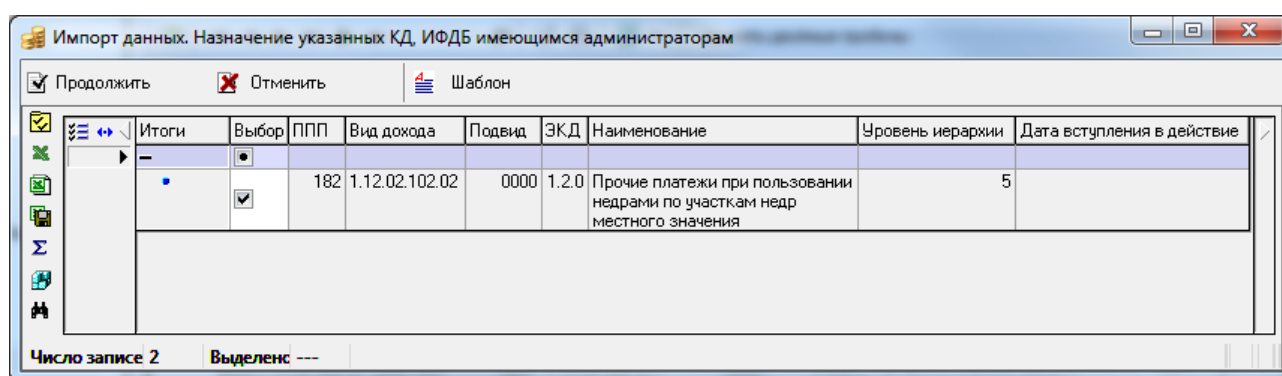 Импорт данных. Назначение указанных КД, ИФДБ имеющимся администраторам
Продолжить Отменить Шаблон
Итоги Выбор ППП Вид дохода Подвид ЭКД Наименование Уровень иерархии Дата вступления в действие
182 1.12.02.102.02 0000 1.2.0 Прочие платежи при пользовании 5
недрами по участкам недр
местного значения
Число записе 2 Выделенс ---